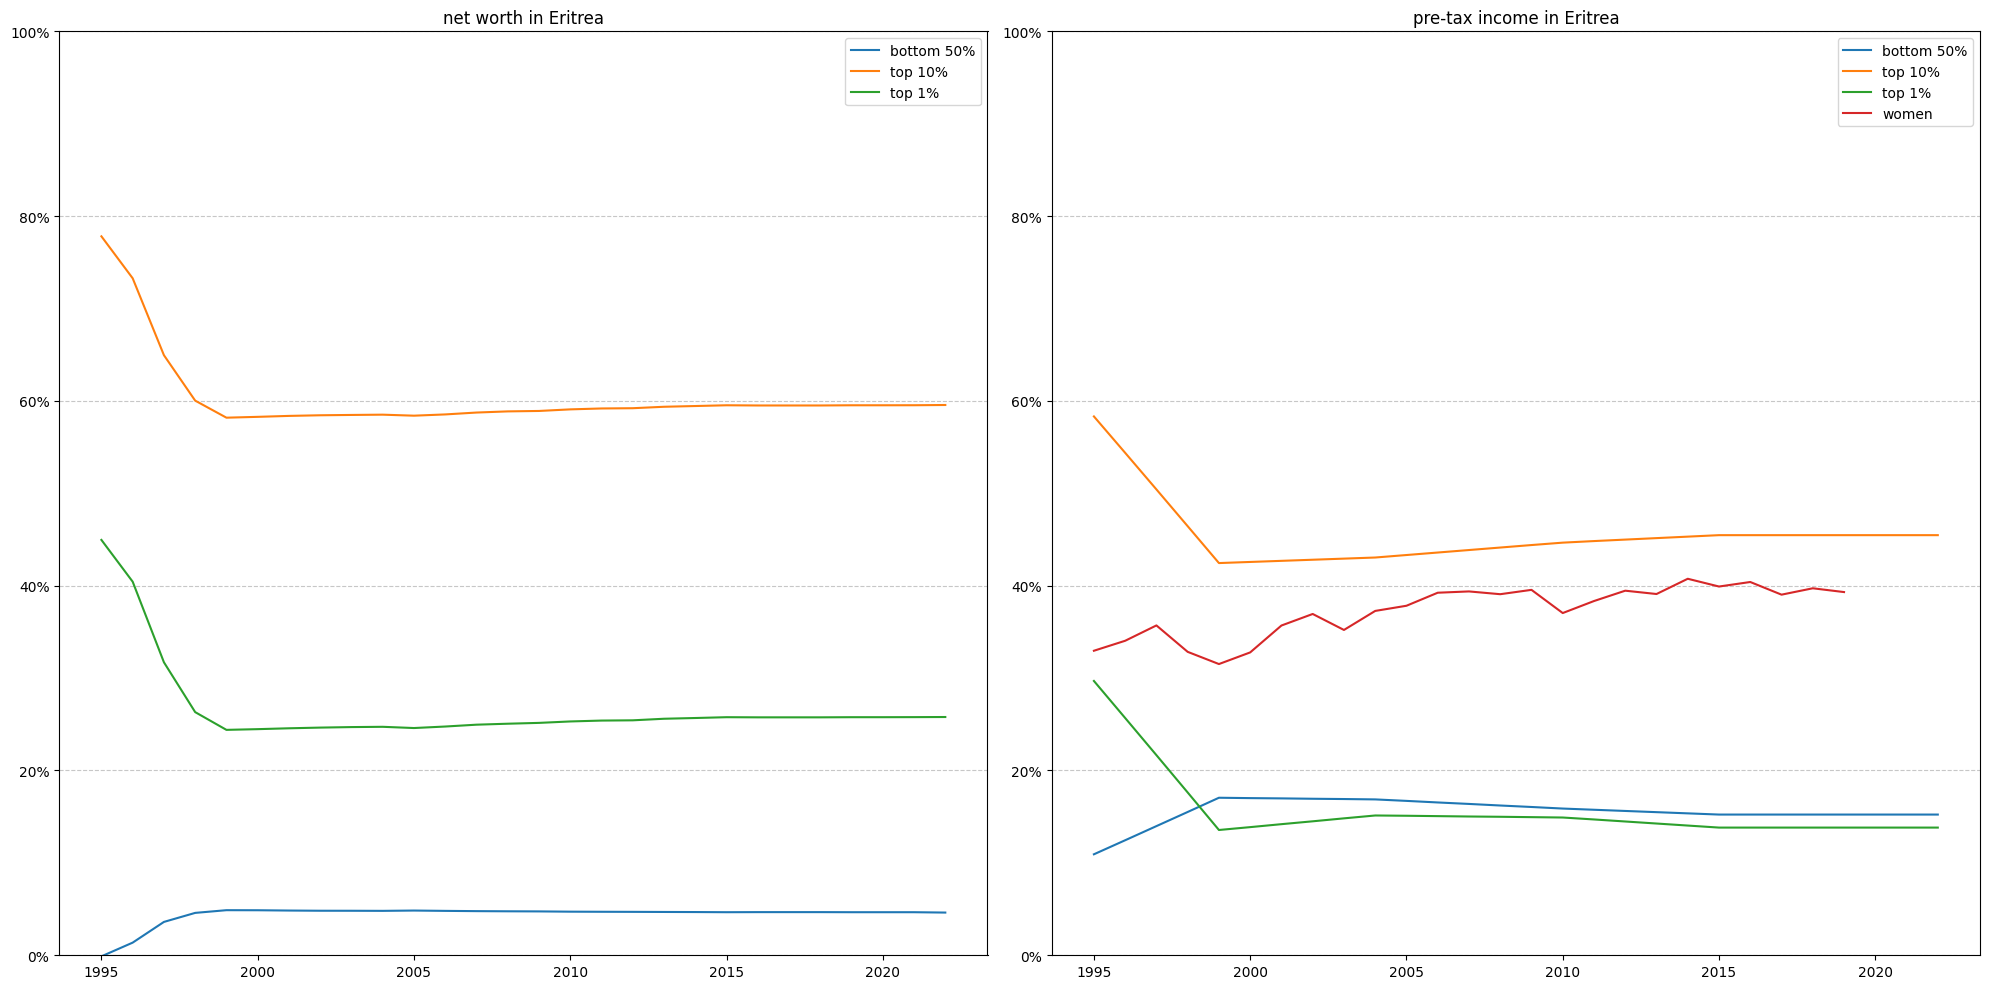 net worth in Eritrea
100%
80%
60%
40%
20%
0%
1995 2000 2005 2010 2015 2020
bottom 50%
top 10%
top 1%
pre-tax income in Eritrea
100%
80%
60%
40%
20%
0%
1995 2000 2005 2010 2015 2020
bottom 50%
top 10%
top 1%
women